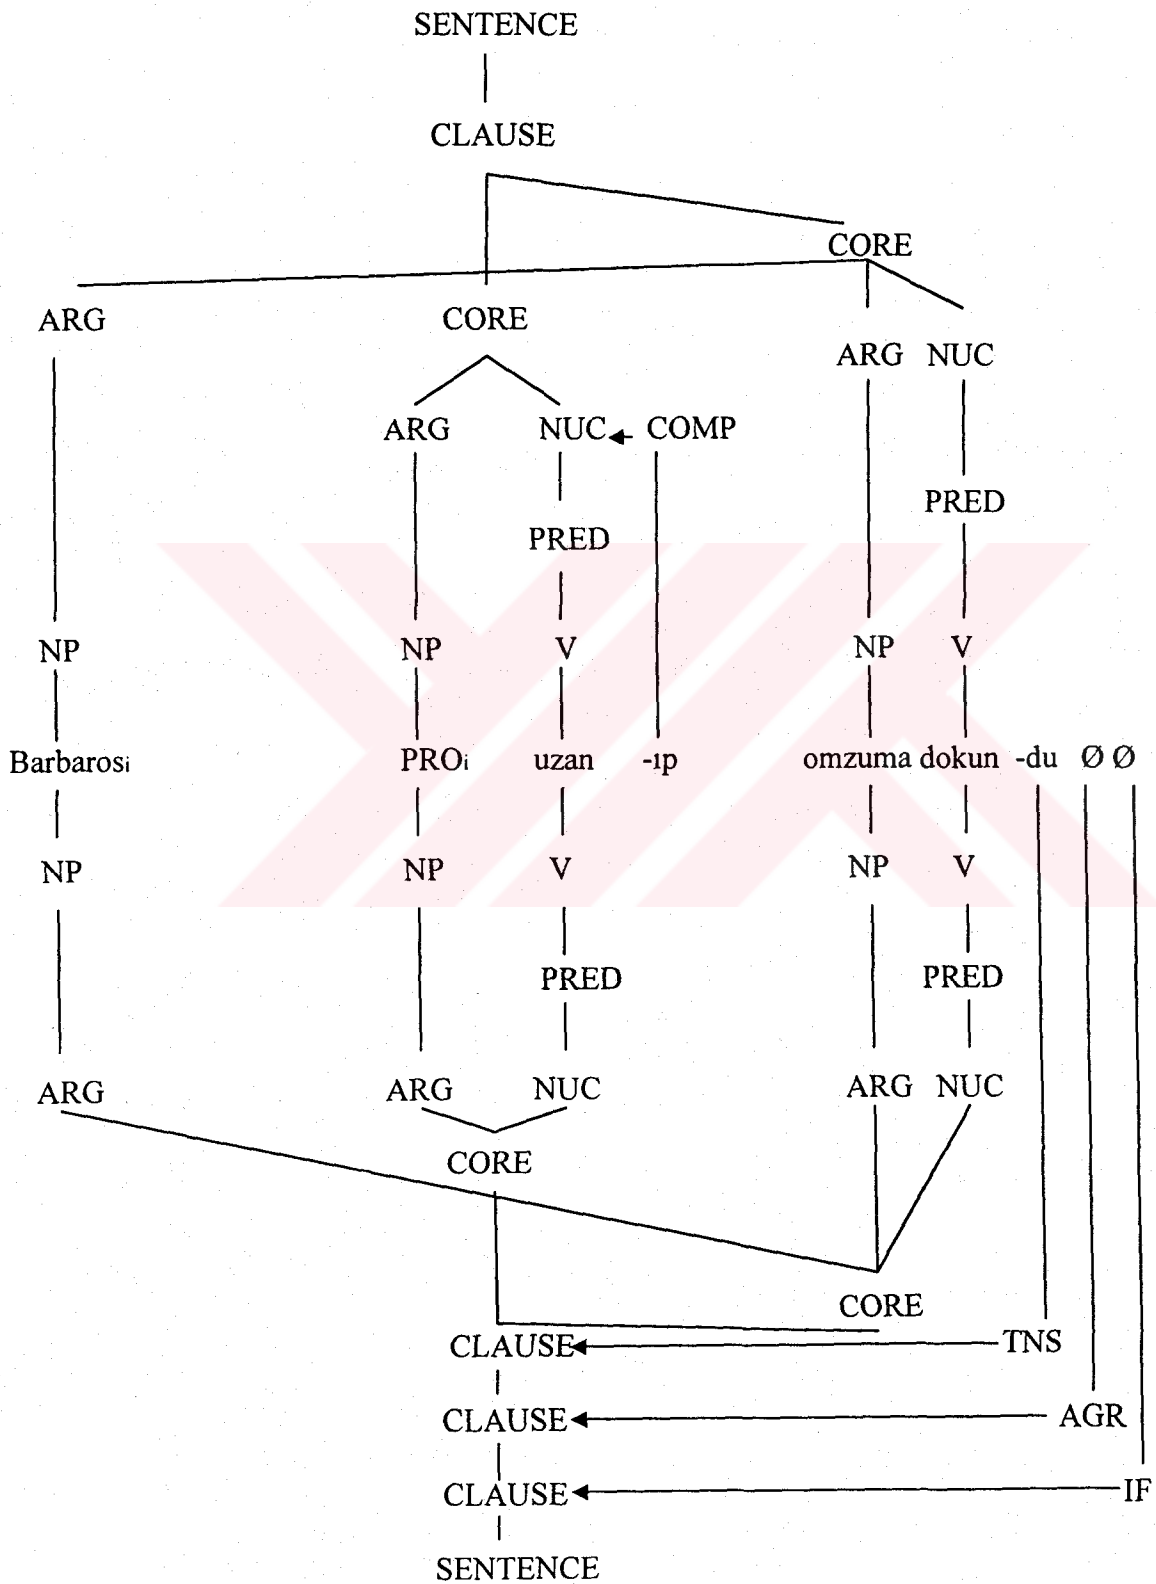 SENTENCE
CLAUSE
CORE
ARG CORE
ARG NUC
ARG NUC COMP
PRED
PRED
NP NP V NP V
Barbarosi PROi uzan -ıp omzuma dokun -du Ø Ø
NP NP V NP V
PRED PRED
ARG ARG NUC ARG NUC
CORE
CORE
CLAUSE TNS
CLAUSE AGR
CLAUSE IF
SENTENCE